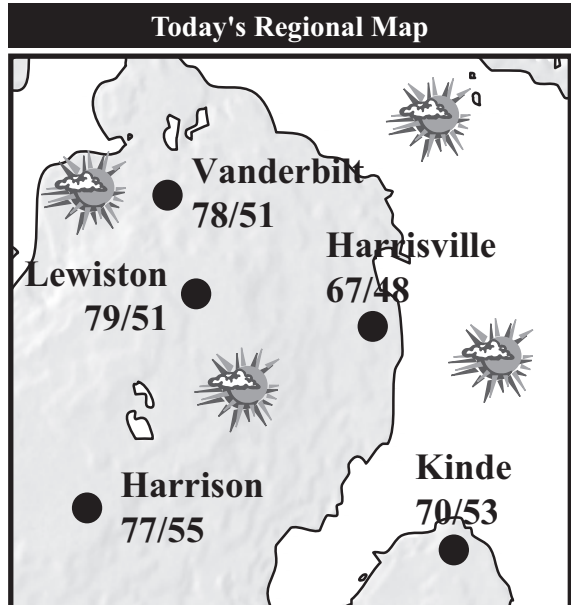 Today's Regional Map
Vanderbilt
78/51
Harrisville
67/48
Lewiston
79/51
Kinde
70/53
Harrison
77/55